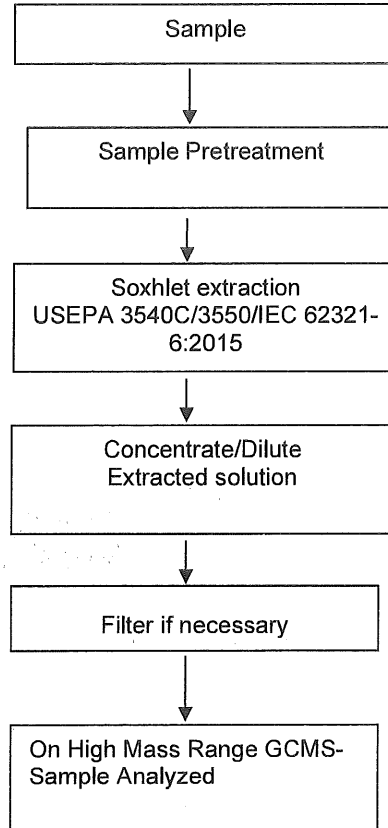 Sample
Sample Pretreatment
Soxhlet extraction
USEPA 3540C/3550/IEC 62321-
6:2015
Concentrate/Dilute
Extracted solution
Filter if necessary
On High Mass Range GCMS-
Sample Analyzed